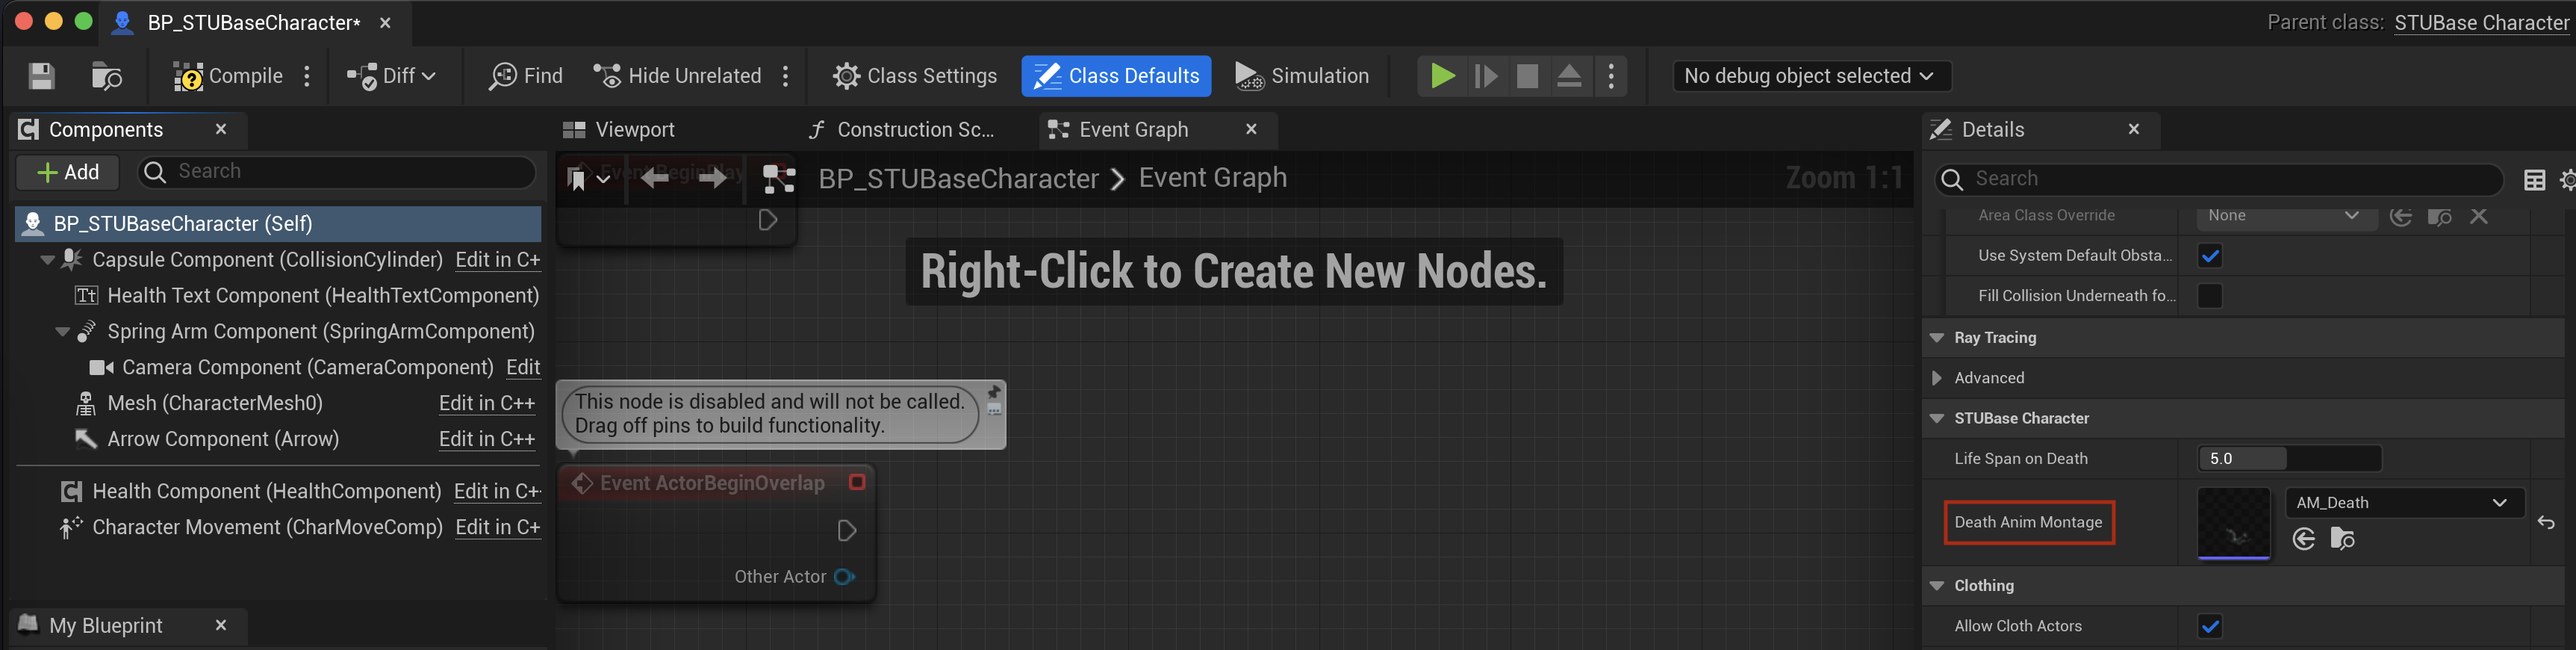 BP_STUBaseCharacter*
Parent class: STUBase Character
Compile
Diff
Find
Hide Unrelated
Class Settings
Class Defaults
Simulation
No debug object selected
Components
Add
Search
BP_STUBaseCharacter (Self)
Capsule Component (CollisionCylinder) Edit in C+
Health Text Component (HealthTextComponent)
Spring Arm Component (SpringArmComponent)
Camera Component (CameraComponent) Edit
Mesh (CharacterMesh0) Edit in C++
Arrow Component (Arrow) Edit in C++
Health Component (HealthComponent) Edit in C+
Character Movement (CharMoveComp) Edit in C+
My Blueprint
Viewport
Construction Sc...
Event Graph
Event BeginPlay
BP_STUBaseCharacter > Event Graph
Zoom 1:1
Right-Click to Create New Nodes.
This node is disabled and will not be called.
Drag off pins to build functionality.
Event ActorBeginOverlap
Other Actor
Details
Search
Area Class Override None
Use System Default Obsta...
Fill Collision Underneath fo...
Ray Tracing
Advanced
STUBase Character
Life Span on Death 5.0
Death Anim Montage AM_Death
Clothing
Allow Cloth Actors